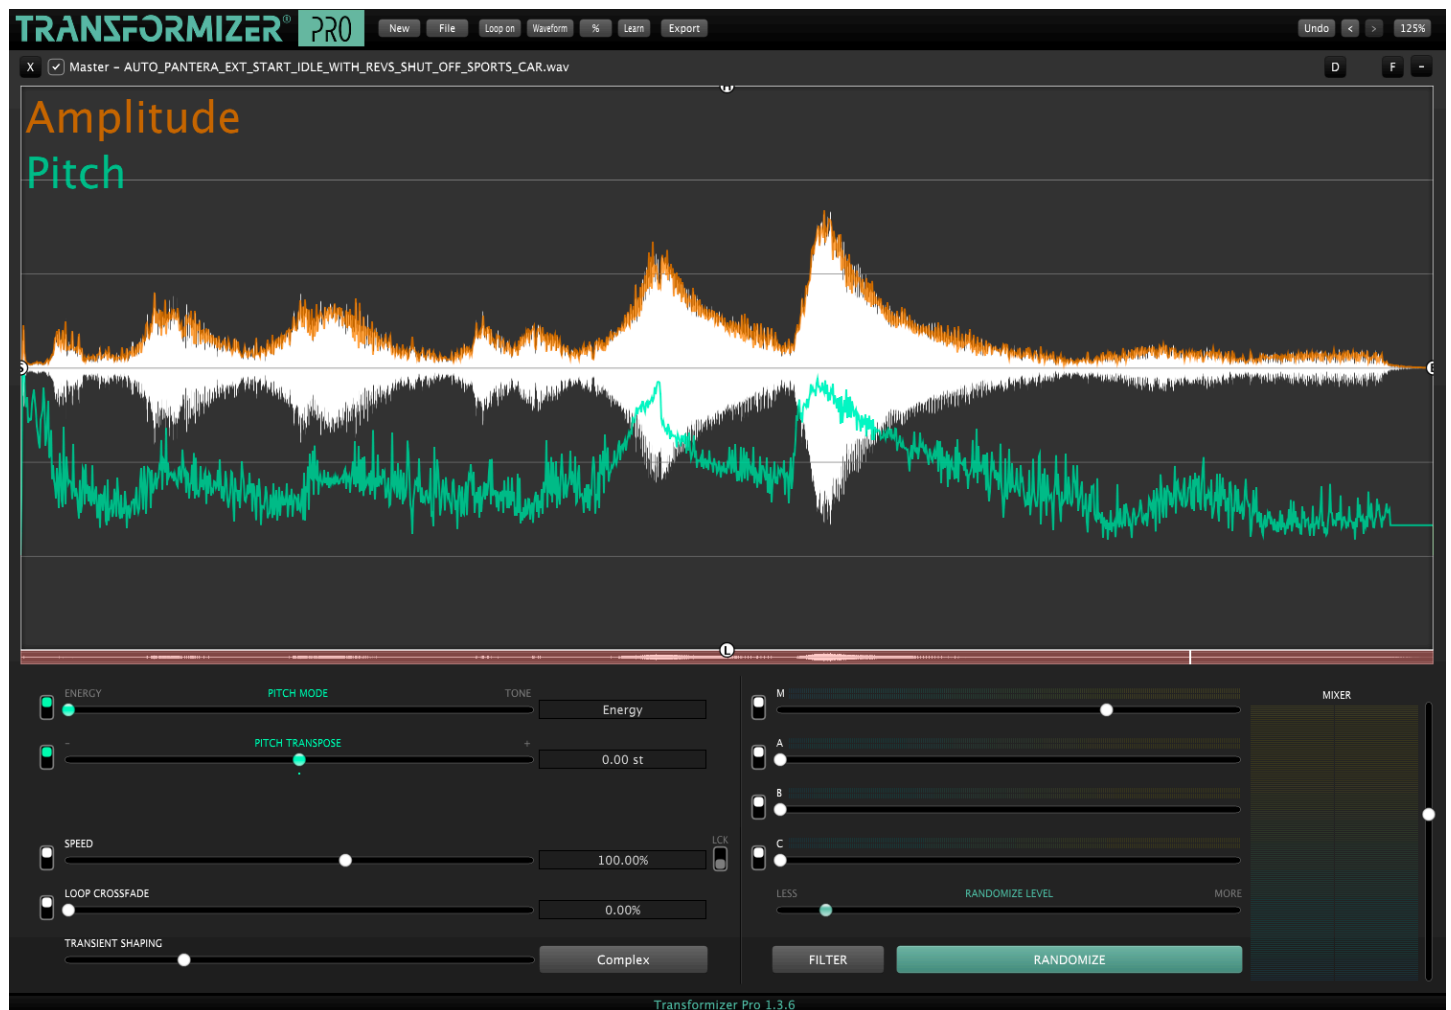 TRANSFORMIZER® PRO New File Loop on Waveform % Learn Export Undo < > 125%
X Master - AUTO_PANTERA_EXT_START_IDLE_WITH_REVS_SHUT_OFF_SPORTS_CAR.wav D F -
Amplitude
Pitch
L
ENERGY PITCH MODE TONE
Energy
- PITCH TRANSPOSE +
0.00 st
SPEED
100.00%
LCK
LOOP CROSSFADE
0.00%
TRANSIENT SHAPING
Complex
M
A
B
C
LESS RANDOMIZE LEVEL MORE
FILTER RANDOMIZE
MIXER
Transformizer Pro 1.3.6